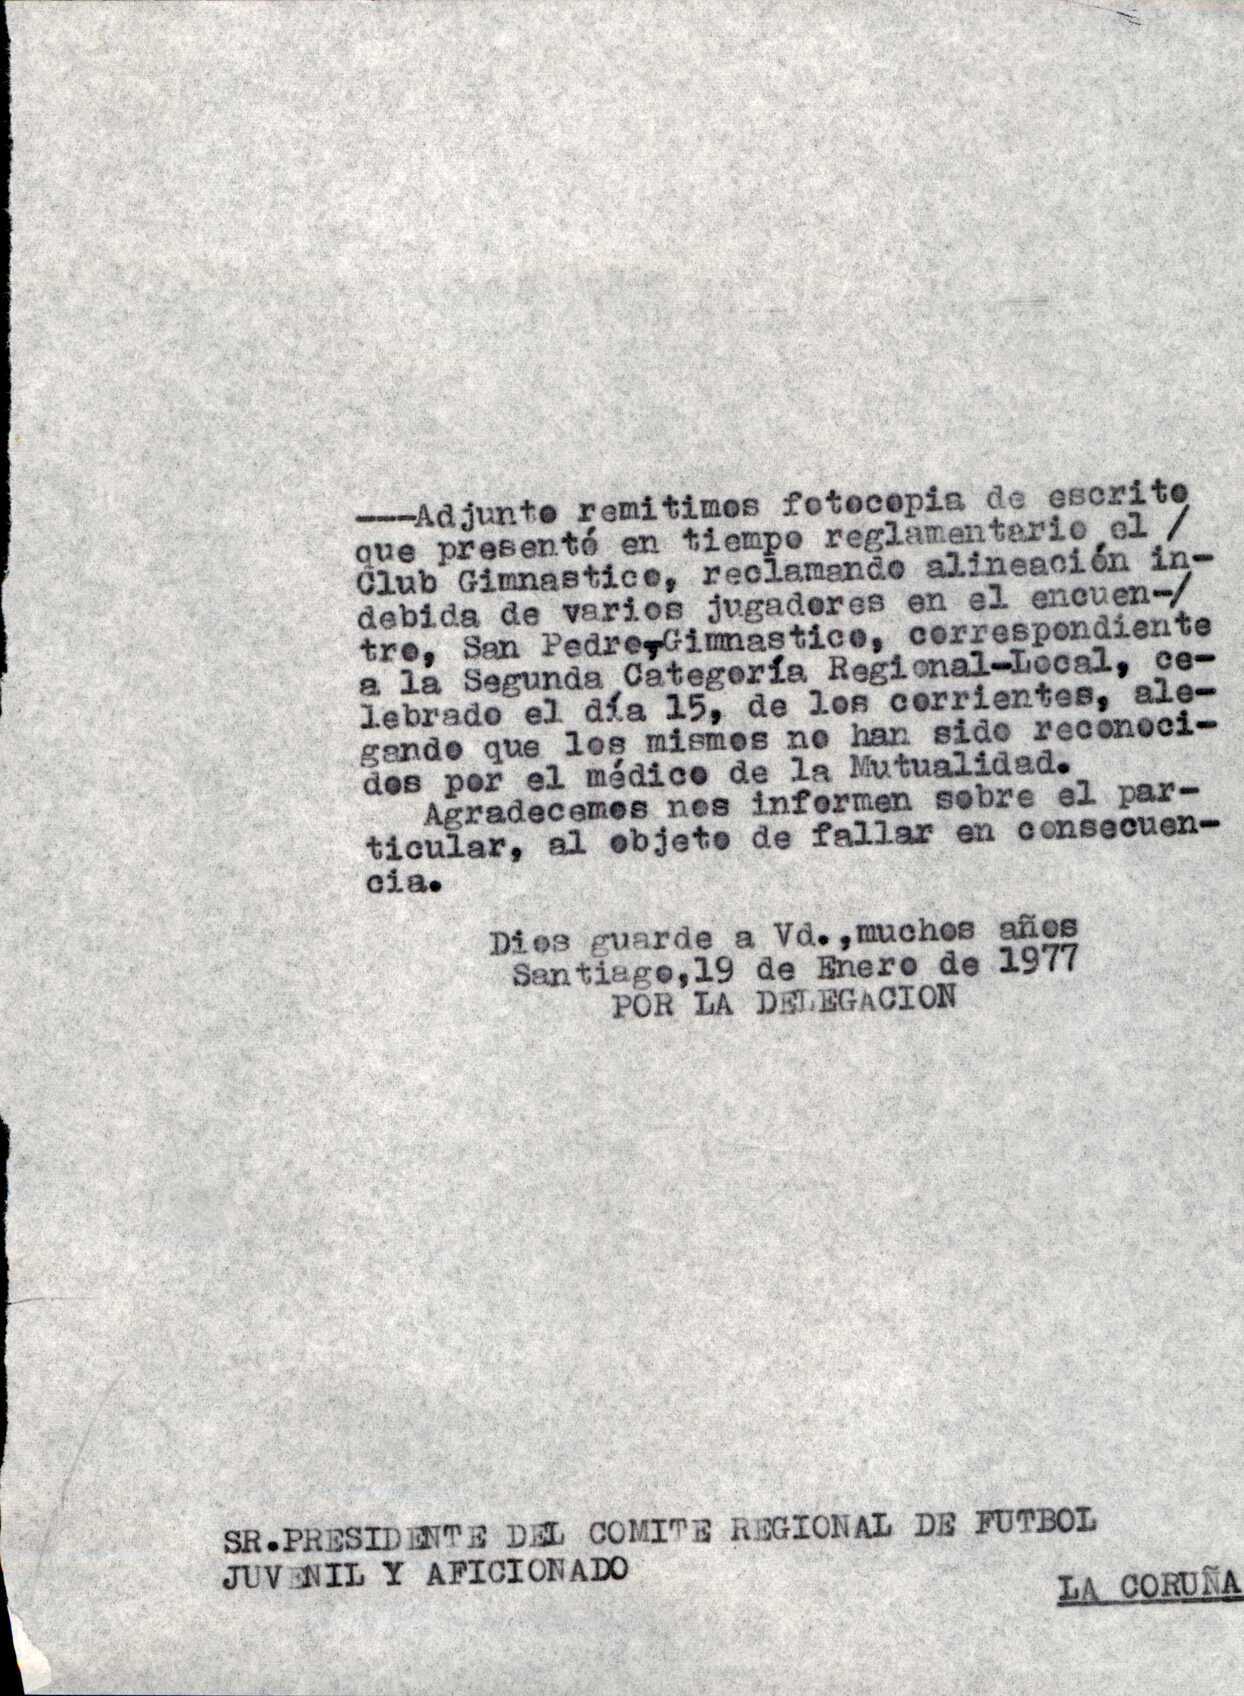 ---Adjunto remitimos fotocopia de escrito
que presentó en tiempo reglamentario el /
Club Gimnastico, reclamando alineación in-
debida de varios jugadores en el encuen-/
tro, San Pedro-Gimnastico, correspondiente
a la Segunda Categoría Regional-Local, ce-
lebrado el día 15, de los corrientes, ale-
gando que los mismos no han sido reconoci-
dos por el médico de la Mutualidad.
Agradecemos nos informen sobre el par-
ticular, al objeto de fallar en consecuen-
cia.
Dios guarde a Vd.,muchos años
Santiago,19 de Enero de 1977
POR LA DELEGACION
SR.PRESIDENTE DEL COMITE REGIONAL DE FUTBOL
JUVENIL Y AFICIONADO
LA CORUÑA